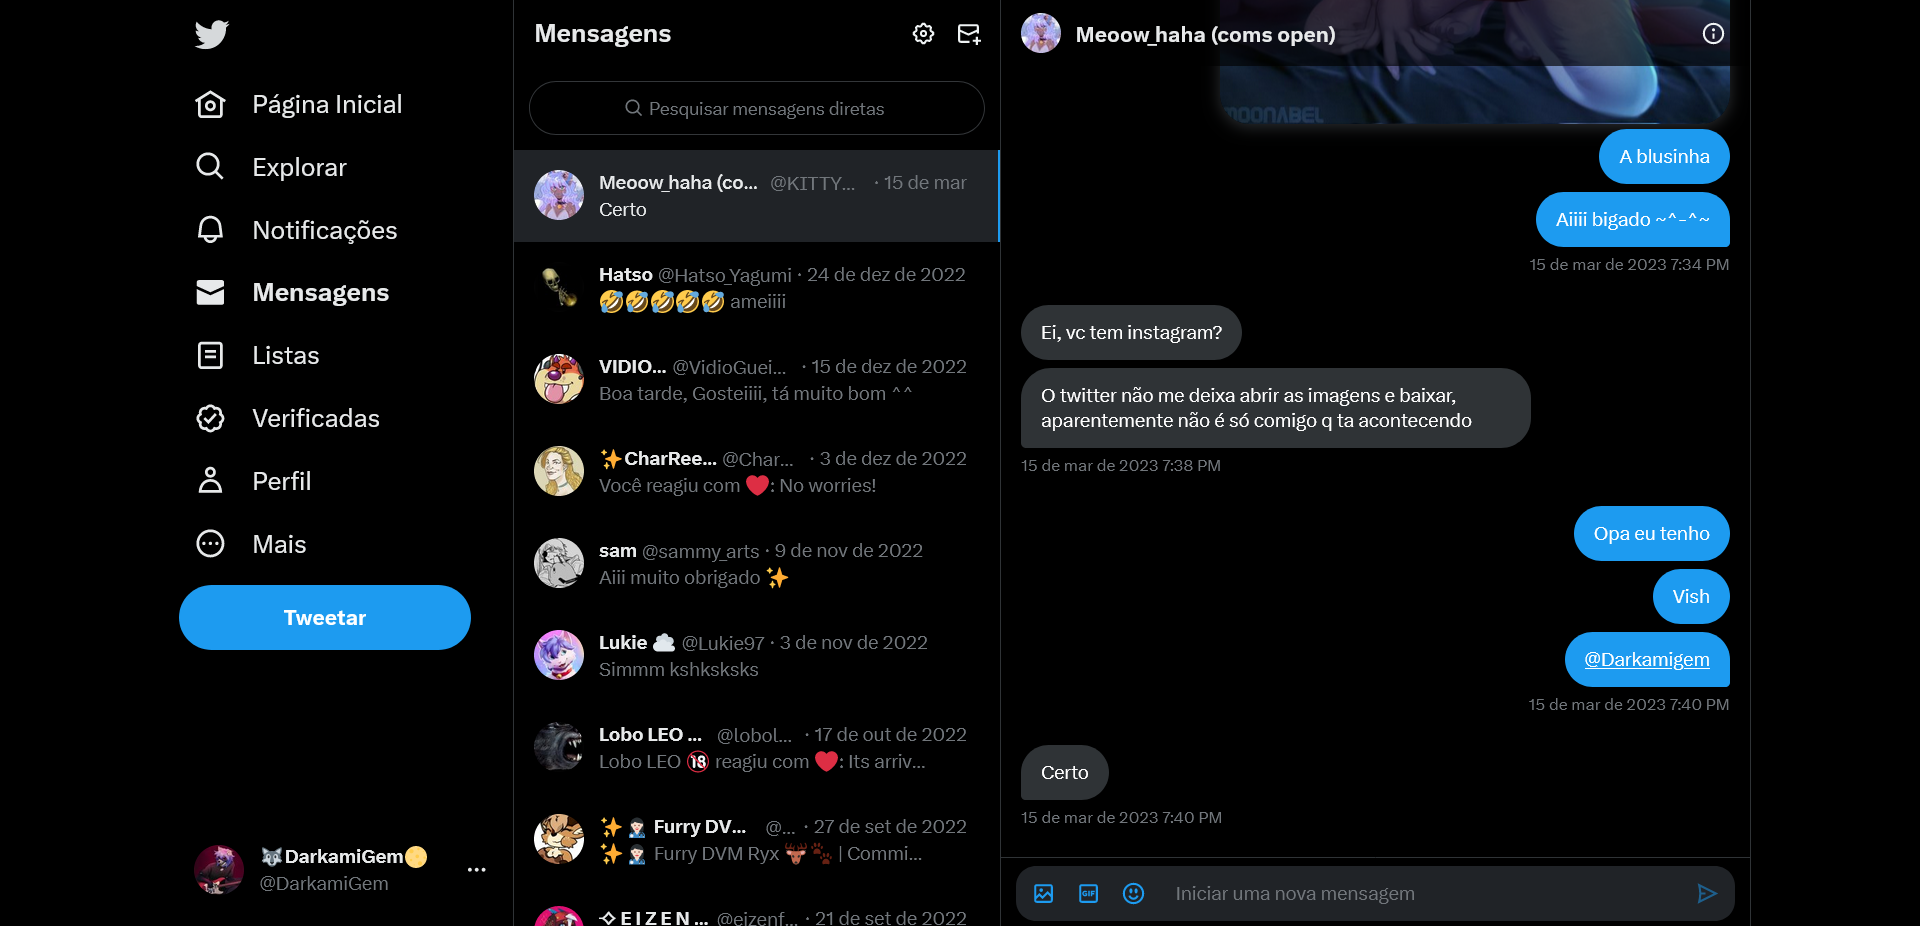 Página Inicial
Explorar
Notificações
Mensagens
Listas
Verificadas
Perfil
Mais
Tweetar
🐺DarkamiGem🌕
@DarkamiGem
Mensagens
Pesquisar mensagens diretas
Meoow_haha (co... @KITTY... · 15 de mar
Certo
Hatso @Hatso_Yagumi · 24 de dez de 2022
🤣🤣🤣🤣🤣 ameiiii
VIDIO... @VidioGuei... · 15 de dez de 2022
Boa tarde, Gosteiiii, tá muito bom ^^
✨CharRee... @Char... · 3 de dez de 2022
Você reagiu com ❤️: No worries!
sam @sammy_arts · 9 de nov de 2022
Aiii muito obrigado ✨
Lukie ☁️ @Lukie97 · 3 de nov de 2022
Simmm kshksksks
Lobo LEO ... @lobol... · 17 de out de 2022
Lobo LEO 🔞 reagiu com ❤️: Its arriv...
✨👨🏻‍⚕️ Furry DV... @... · 27 de set de 2022
✨👨🏻‍⚕️ Furry DVM Ryx 🦌🐾 | Commi...
⟡ E I Z E N ... @eizenf... · 21 de set de 2022
Meoow_haha (coms open)
MOONABEL
A blusinha
Aiiii bigado ~^-^~
15 de mar de 2023 7:34 PM
Ei, vc tem instagram?
O twitter não me deixa abrir as imagens e baixar,
aparentemente não é só comigo q ta acontecendo
15 de mar de 2023 7:38 PM
Opa eu tenho
Vish
@Darkamigem
15 de mar de 2023 7:40 PM
Certo
15 de mar de 2023 7:40 PM
GIF
Iniciar uma nova mensagem